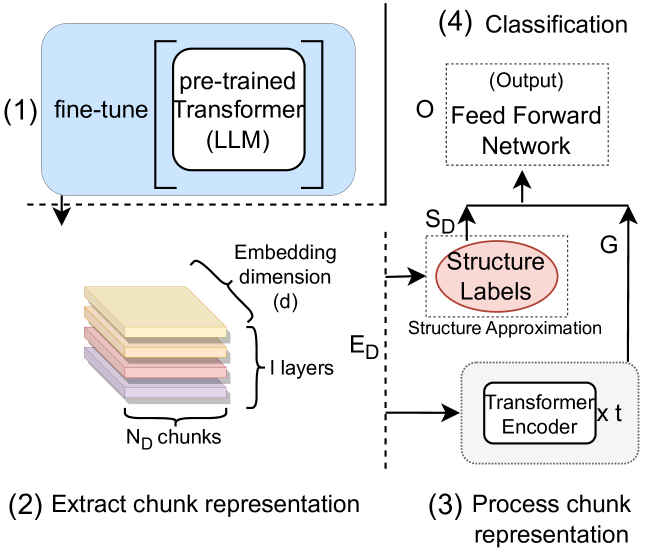 (1)
fine-tune
pre-trained
Transformer
(LLM)
(4) Classification
(Output)
O
Feed Forward
Network
S_D
G
Structure
Labels
Structure Approximation
E_D
Transformer
Encoder
x t
Embedding
dimension
(d)
l layers
N_D chunks
(2) Extract chunk representation
(3) Process chunk
representation